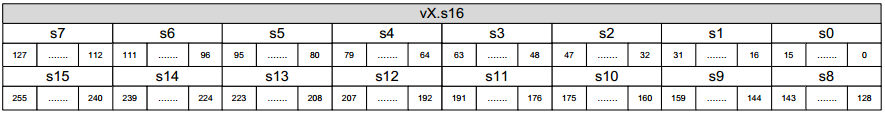 vX.s16
s7 s6 s5 s4 s3 s2 s1 s0
127 ....... 112 111 ....... 96 95 ....... 80 79 ....... 64 63 ....... 48 47 ....... 32 31 ....... 16 15 ....... 0
s15 s14 s13 s12 s11 s10 s9 s8
255 ....... 240 239 ....... 224 223 ....... 208 207 ....... 192 191 ....... 176 175 ....... 160 159 ....... 144 143 ....... 128